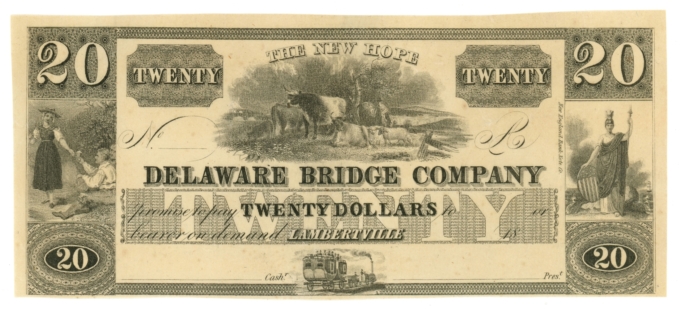 20 THE NEW HOPE 20
TWENTY TWENTY
No
DELAWARE BRIDGE COMPANY
TWENTY
promise to pay TWENTY DOLLARS to or
bearer on demand LAMBERTVILLE 18
20 20
Cashr. Prest.